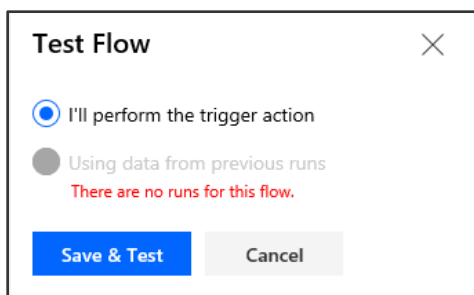 Test Flow
I'll perform the trigger action
Using data from previous runs
There are no runs for this flow.
Save & Test
Cancel